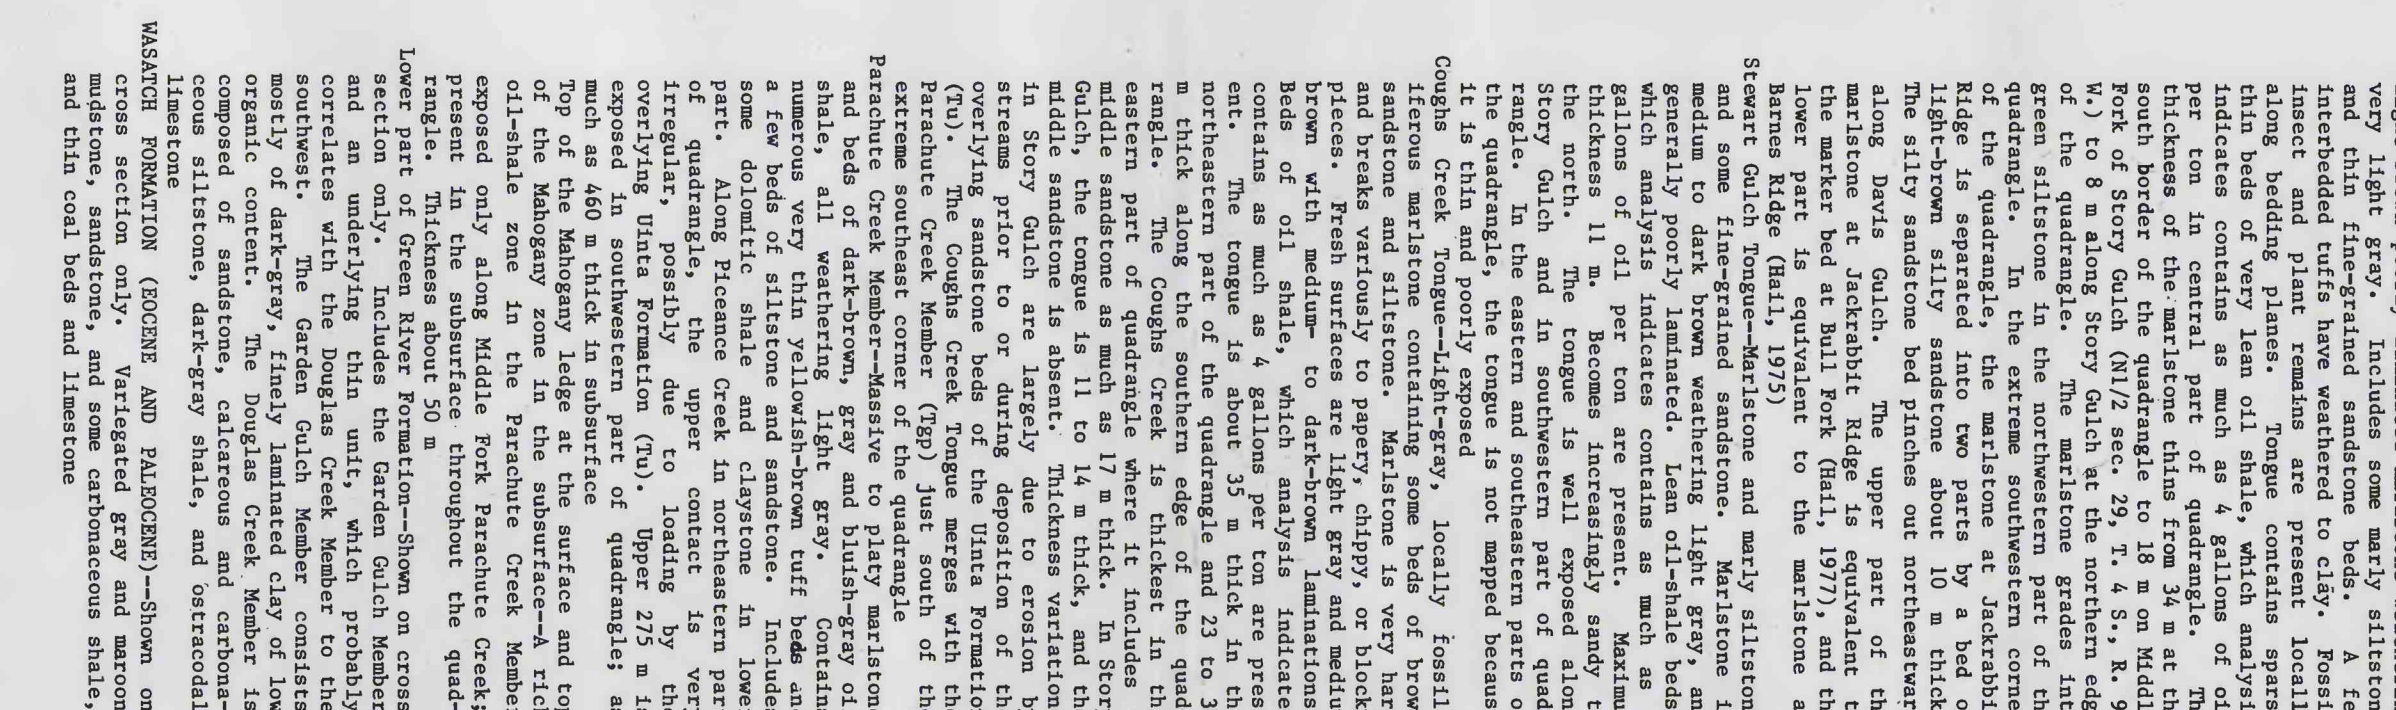 very light gray. Includes some marly siltston
and thin fine-grained sandstone beds. A fe
interbedded tuffs have weathered to clay. Fossi
insect and plant remains are present locall
along bedding planes. Tongue contains spars
thin beds of very lean oil shale, which analysi
indicates contains as much as 4 gallons of oi
per ton in central part of quadrangle. Th
thickness of the marlstone thins from 34 m at th
south border of the quadrangle to 18 m on Middl
Fork of Story Gulch (N1/2 sec. 29, T. 4 S., R. 9
W.) to 8 m along Story Gulch at the northern edg
of the quadrangle. The marlstone grades int
green siltstone in the northwestern part of the
quadrangle. In the extreme southwestern corne
of the quadrangle, the marlstone at Jackrabbi
Ridge is separated into two parts by a bed o
light-brown silty sandstone about 10 m thick
The silty sandstone bed pinches out northeastwar
along Davis Gulch. The upper part of th
marlstone at Jackrabbit Ridge is equivalent t
the marker bed at Bull Fork (Hail, 1977), and th
lower part is equivalent to the marlstone a
Barnes Ridge (Hail, 1975)
Stewart Gulch Tongue--Marlstone and marly siltston
and some fine-grained sandstone. Marlstone i
medium to dark brown weathering light gray, an
generally poorly laminated. Lean oil-shale beds
which analysis indicates contains as much as
gallons of oil per ton are present. Maximu
thickness 11 m. Becomes increasingly sandy t
the north. The tongue is well exposed alon
Story Gulch and in southwestern part of quad
rangle. In the eastern and southeastern parts o
the quadrangle, the tongue is not mapped becaus
it is thin and poorly exposed
Coughs Creek Tongue--Light-gray, locally fossil
iferous marlstone containing some beds of brow
sandstone and siltstone. Marlstone is very har
and breaks variously to papery, chippy, or block
pieces. Fresh surfaces are light gray and mediu
brown with medium- to dark-brown laminations
Beds of oil shale, which analysis indicate
contains as much as 4 gallons per ton are pres
ent. The tongue is about 35 m thick in th
northeastern part of the quadrangle and 23 to 3
m thick along the southern edge of the quad
rangle. The Coughs Creek is thickest in th
eastern part of quadrangle where it includes
middle sandstone as much as 17 m thick. In Stor
Gulch, the tongue is 11 to 14 m thick, and th
middle sandstone is absent. Thickness variation
in Story Gulch are largely due to erosion b
streams prior to or during deposition of th
overlying sandstone beds of the Uinta Formatio
(Tu). The Coughs Creek Tongue merges with th
Parachute Creek Member (Tgp) just south of th
extreme southeast corner of the quadrangle
Parachute Creek Member--Massive to platy marlston
and beds of dark-brown, gray and bluish-gray oi
shale, all weathering light gray. Contain
numerous very thin yellowish-brown tuff beds and
a few beds of siltstone and sandstone. Includes
some dolomitic shale and claystone in lowe
part. Along Piceance Creek in northeastern par
of quadrangle, the upper contact is ver
irregular, possibly due to loading by the
overlying Uinta Formation (Tu). Upper 275 m is
exposed in southwestern part of quadrangle; as
much as 460 m thick in subsurface
Top of the Mahogany ledge at the surface and top
of the Mahogany zone in the subsurface--A rich
oil-shale zone in the Parachute Creek Member
exposed only along Middle Fork Parachute Creek;
present in the subsurface throughout the quad-
rangle. Thickness about 50 m
Lower part of Green River Formation--Shown on cross
section only. Includes the Garden Gulch Member
and an underlying thin unit, which probably
correlates with the Douglas Creek Member to the
southwest. The Garden Gulch Member consists
mostly of dark-gray, finely laminated clay of low
organic content. The Douglas Creek Member is
composed of sandstone, calcareous and carbona-
ceous siltstone, dark-gray shale, and ostracodal
limestone
WASATCH FORMATION (EOCENE AND PALEOCENE)--Shown on
cross section only. Variegated gray and maroon
mudstone, sandstone, and some carbonaceous shale,
and thin coal beds and limestone